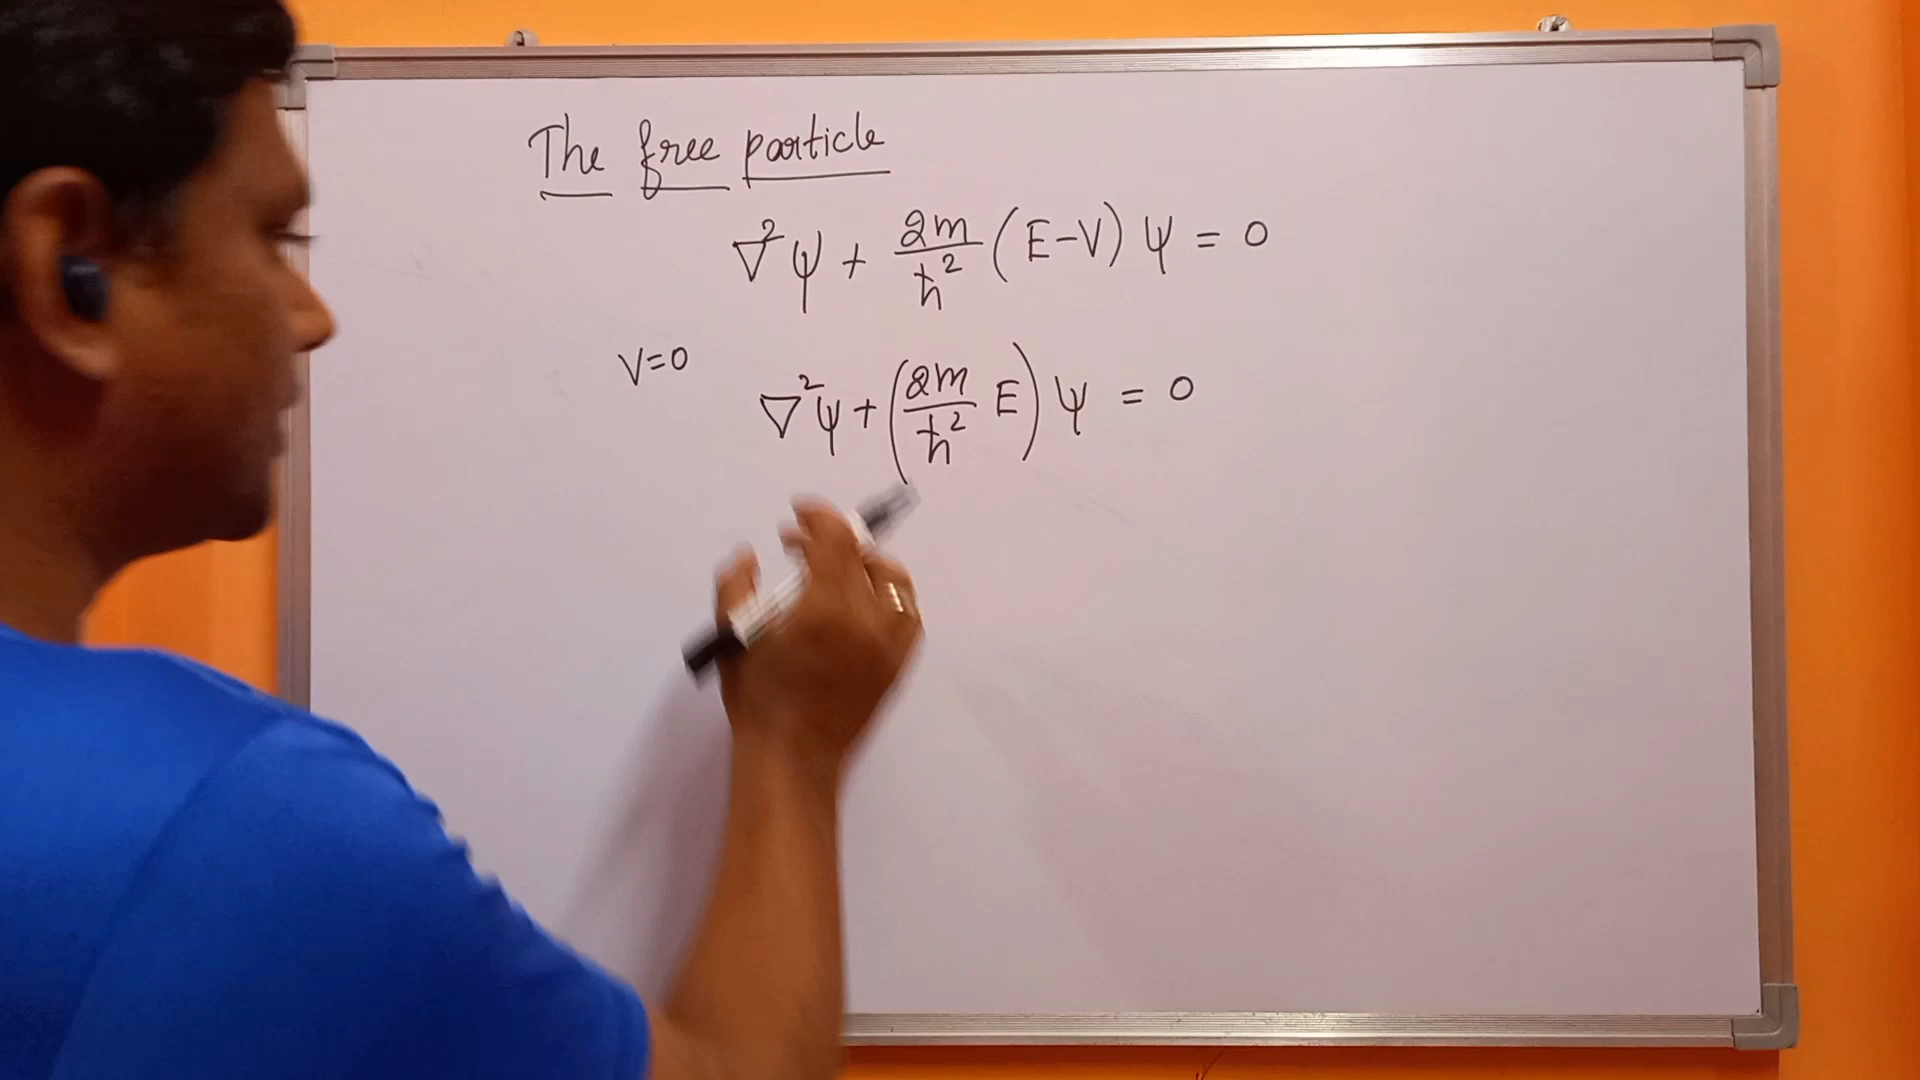 The free particle
∇²ψ + 2m/ħ² (E-V) ψ = 0
V=0
∇²ψ + (2m/ħ² E) ψ = 0